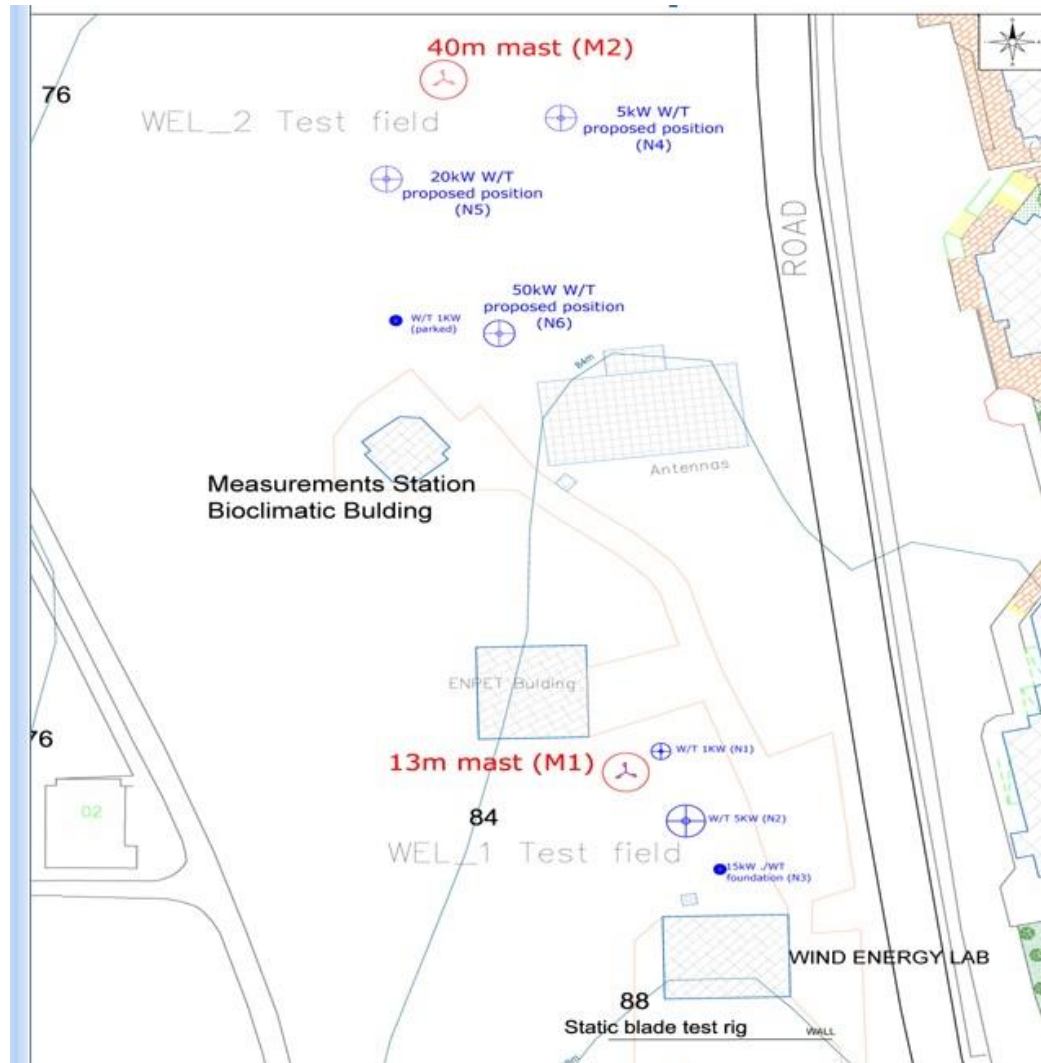 40m mast (M2)
76
WEL_2 Test field
5kW W/T
proposed position
(N4)
20kW W/T
proposed position
(N5)
ROAD
50kW W/T
proposed position
(N6)
W/T 1KW
(parked)
84m
Antennas
Measurements Station
Bioclimatic Bulding
ENPET Bulding
76
W/T 1KW (N1)
13m mast (M1)
02
84
W/T 5KW (N2)
WEL_1 Test field
15kW ./WT
foundation (N3)
WIND ENERGY LAB
88
Static blade test rig
WALL